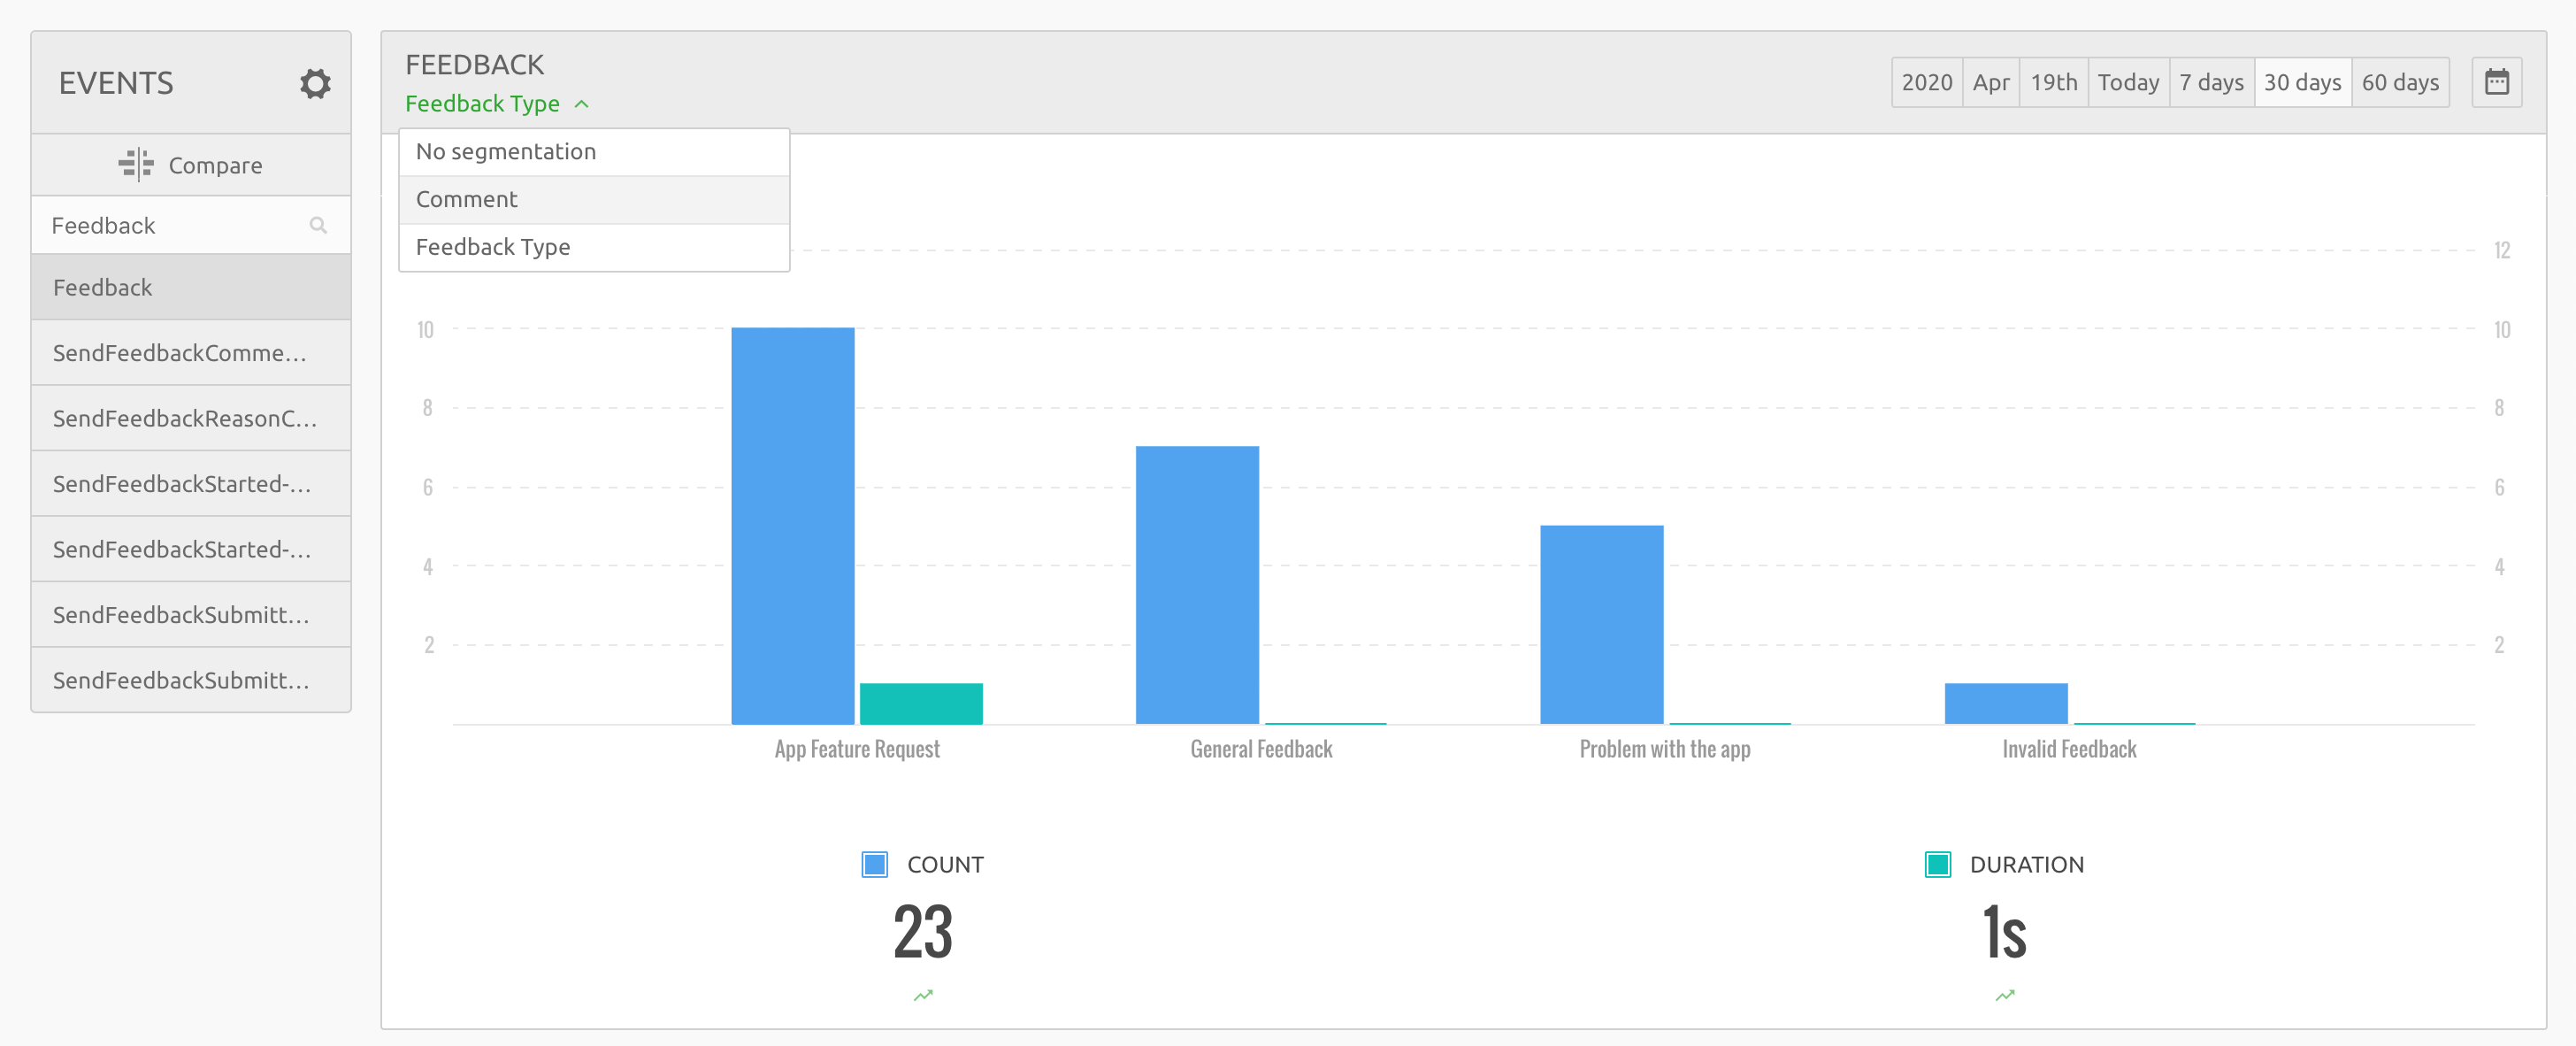 EVENTS
Compare
Feedback
Feedback
SendFeedbackComme...
SendFeedbackReasonC...
SendFeedbackStarted-...
SendFeedbackStarted-...
SendFeedbackSubmitt...
SendFeedbackSubmitt...
FEEDBACK
Feedback Type
2020 Apr 19th Today 7 days 30 days 60 days
No segmentation
Comment
Feedback Type
12
10 10
8 8
6 6
4 4
2 2
App Feature Request General Feedback Problem with the app Invalid Feedback
COUNT DURATION
23 1s